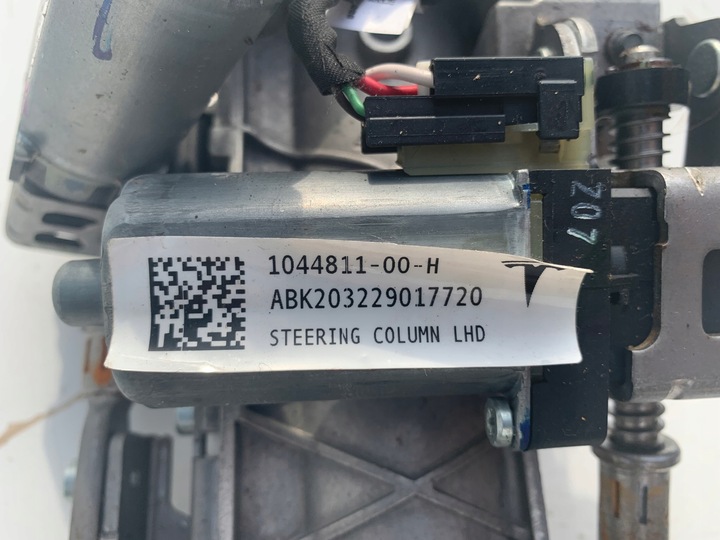 1044811-00-H
ABK203229017720
STEERING COLUMN LHD
207